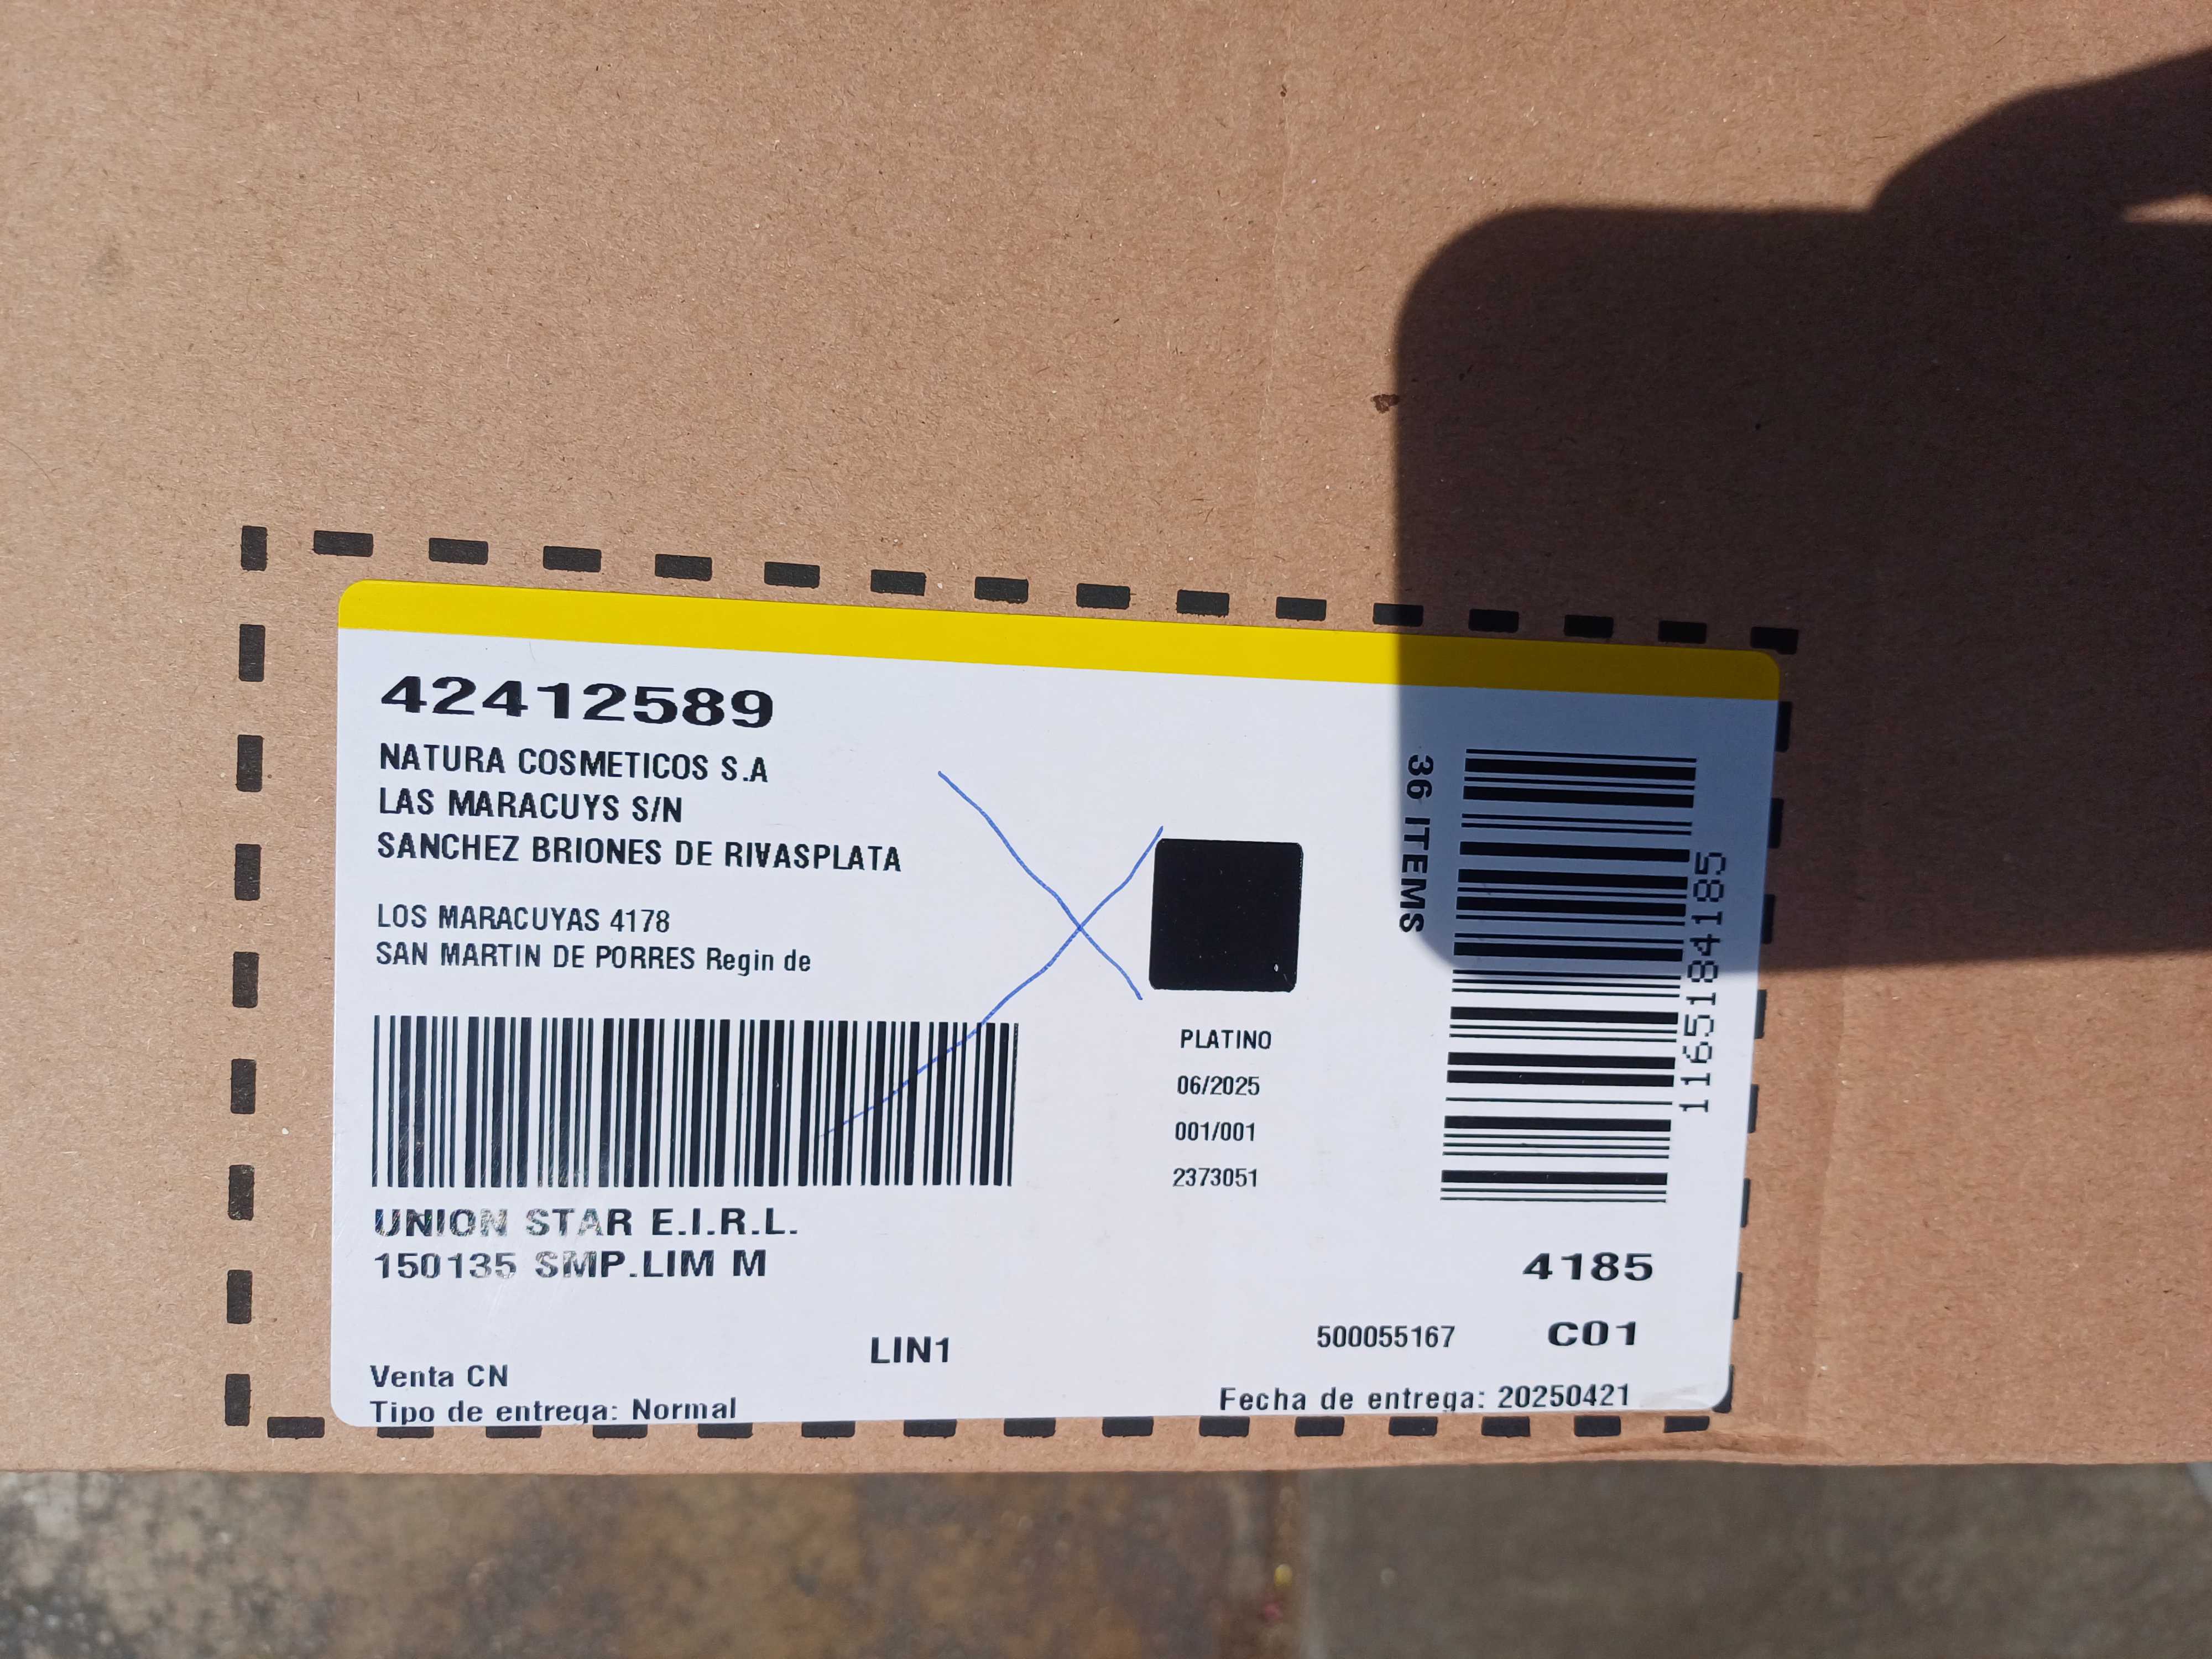 42412589
NATURA COSMETICOS S.A
LAS MARACUYS S/N
SANCHEZ BRIONES DE RIVASPLATA
LOS MARACUYAS 4178
SAN MARTIN DE PORRES Regin de
UNION STAR E.I.R.L.
150135 SMP.LIM M
PLATINO
06/2025
001/001
2373051
36 ITEMS
1165184185
4185
LIN1
500055167 C01
Venta CN
Tipo de entrega: Normal
Fecha de entrega: 20250421